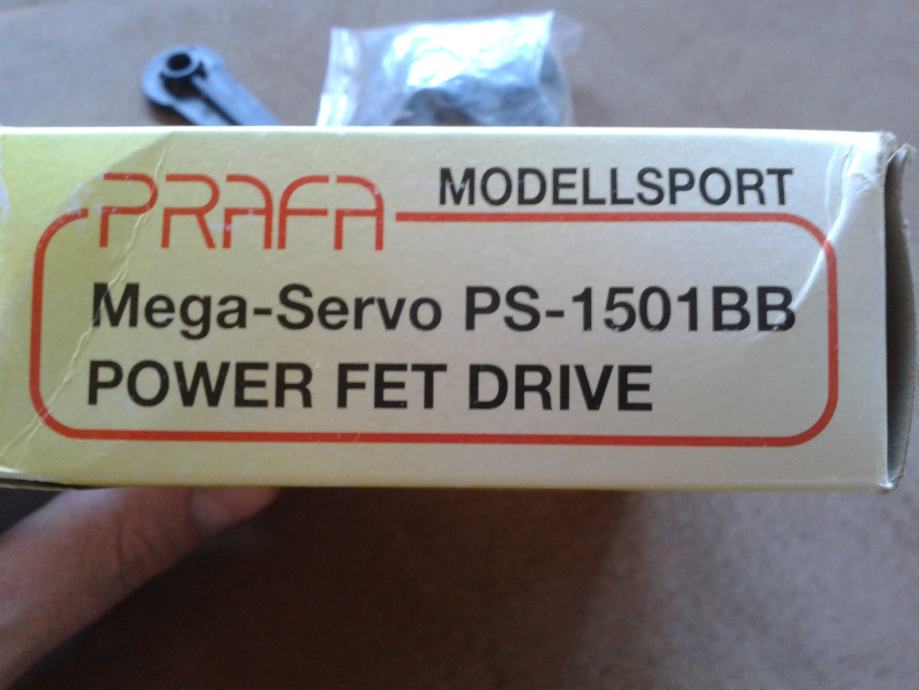 PRAFA MODELLSPORT
Mega-Servo PS-1501BB
POWER FET DRIVE